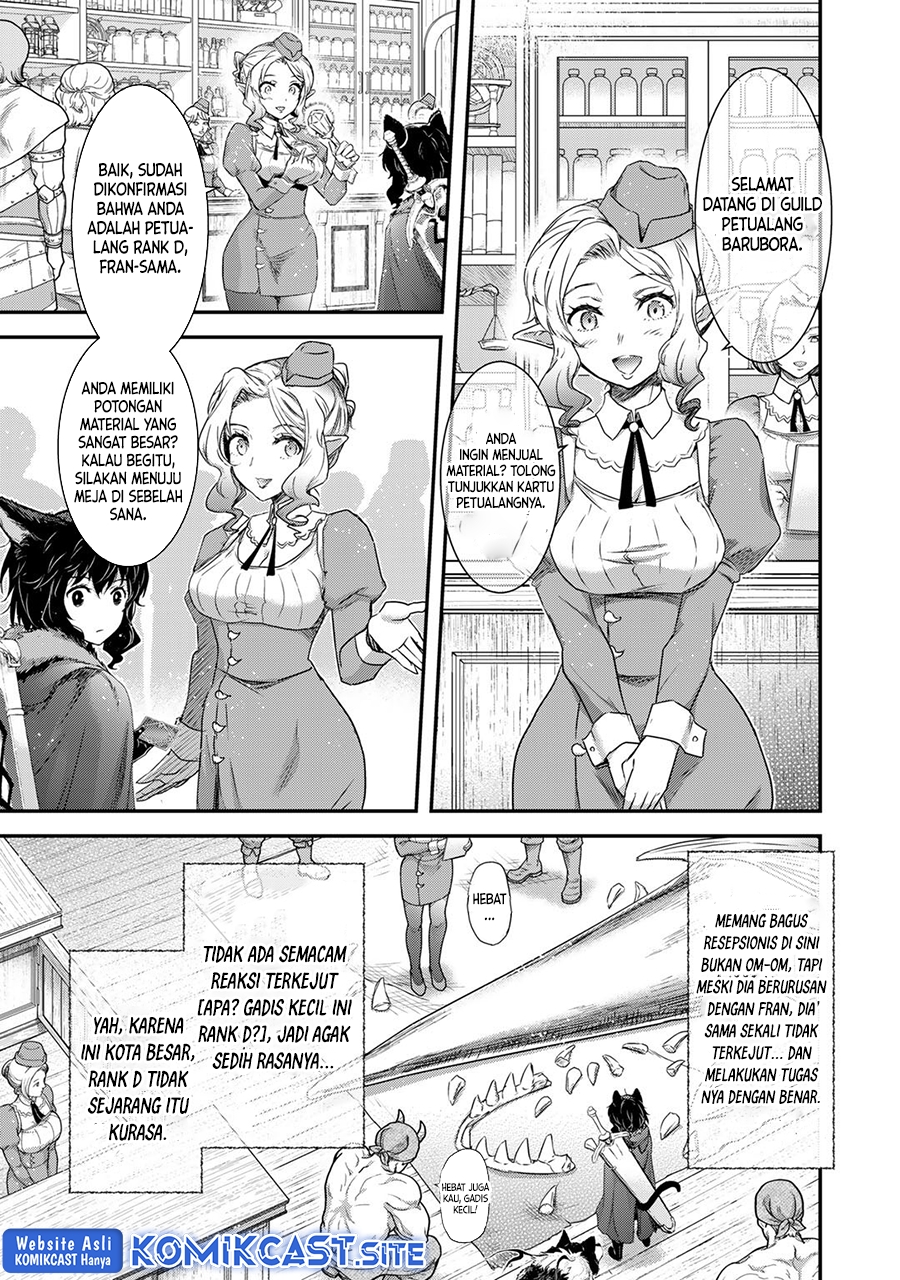 SELAMAT
DATANG DI GUILD
PETUALANG
BARUBORA.
ANDA
INGIN MENJUAL
MATERIAL? TOLONG
TUNJUKKAN KARTU
PETUALANGNYA.
BAIK, SUDAH
DIKONFIRMASI
BAHWA ANDA
ADALAH PETUA-
LANG RANK D,
FRAN-SAMA.
ANDA MEMILIKI
POTONGAN
MATERIAL YANG
SANGAT BESAR?
KALAU BEGITU,
SILAKAN MENUJU
MEJA DI SEBELAH
SANA.
MEMANG BAGUS
RESEPSIONIS DI SINI
BUKAN OM-OM, TAPI
MESKI DIA BERURUSAN
DENGAN FRAN, DIA'
SAMA SEKALI TIDAK
TERKEJUT... DAN
MELAKUKAN TUGAS
NYA DENGAN BENAR.
HEBAT
...
TIDAK ADA SEMACAM
REAKSI TERKEJUT
[APA? GADIS KECIL INI
RANK D?], JADI AGAK
SEDIH RASANYA...
YAH, KARENA
INI KOTA BESAR,
RANK D TIDAK
SEJARANG ITU
KURASA.
HEBAT JUGA
KAU, GADIS
KECIL!
Website Asli
KOMIKCAST Hanya
KOMIKCAST.SITE